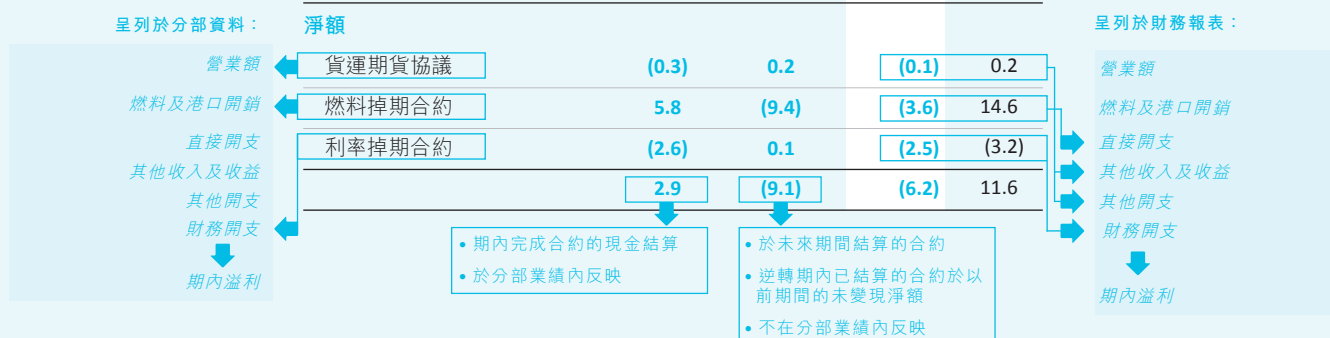 呈列於分部資料：
淨額
呈列於財務報表：
營業額
貨運期貨協議 (0.3) 0.2 (0.1) 0.2
營業額
燃料及港口開銷
燃料掉期合約 5.8 (9.4) (3.6) 14.6
燃料及港口開銷
直接開支
利率掉期合約 (2.6) 0.1 (2.5) (3.2)
直接開支
其他收入及收益
其他收入及收益
其他開支
2.9 (9.1) (6.2) 11.6
其他開支
財務開支
財務開支
期內溢利
期內溢利
• 期內完成合約的現金結算
• 於分部業績內反映
• 於未來期間結算的合約
• 逆轉期內已結算的合約於以
前期間的未變現淨額
• 不在分部業績內反映